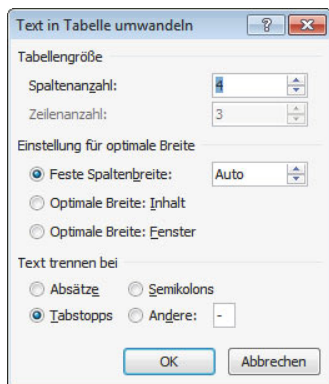 Text in Tabelle umwandeln
Tabellengröße
Spaltenanzahl: 4
Zeilenanzahl: 3
Einstellung für optimale Breite
Feste Spaltenbreite: Auto
Optimale Breite: Inhalt
Optimale Breite: Fenster
Text trennen bei
Absätze Semikolons
Tabstopps Andere: -
OK Abbrechen